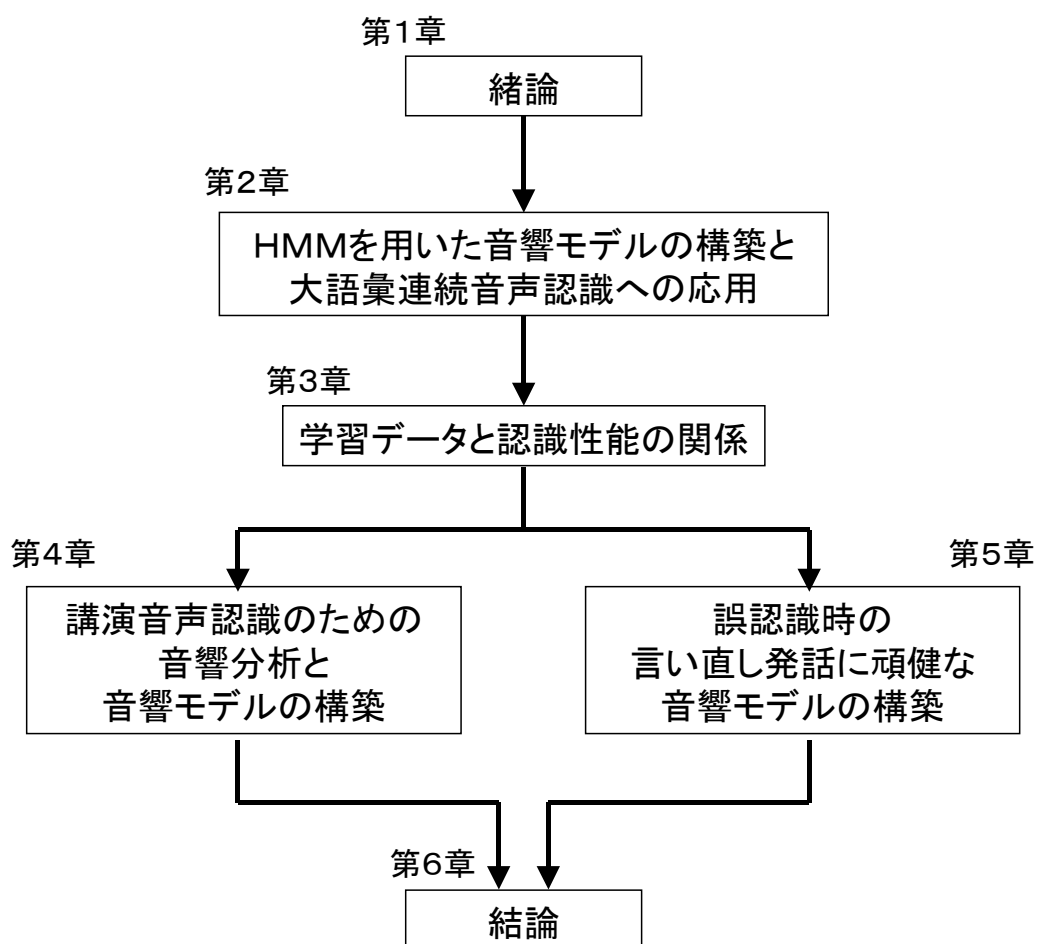 第1章
緒論
第2章
HMMを用いた音響モデルの構築と
大語彙連続音声認識への応用
第3章
学習データと認識性能の関係
第4章
講演音声認識のための
音響分析と
音響モデルの構築
第5章
誤認識時の
言い直し発話に頑健な
音響モデルの構築
第6章
結論